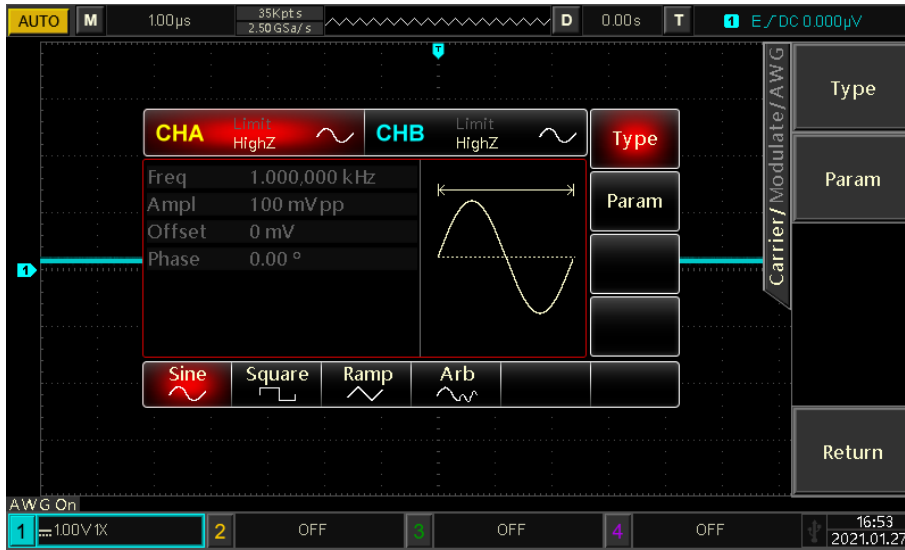 AUTO M 1.00μs 35Kpts D 0.00s T 1 E DC 0.000μV
2.50GSa/s
T
Carrier/Modulate/AWG
Type
Param
Return
CHA Limit HighZ CHB Limit HighZ Type
Freq 1.000,000 kHz
Ampl 100 mVpp Param
Offset 0 mV
Phase 0.00 °
1
Sine Square Ramp Arb
AWG On
1 1.00V 1X 2 OFF 3 OFF 4 OFF 16:53
2021.01.27